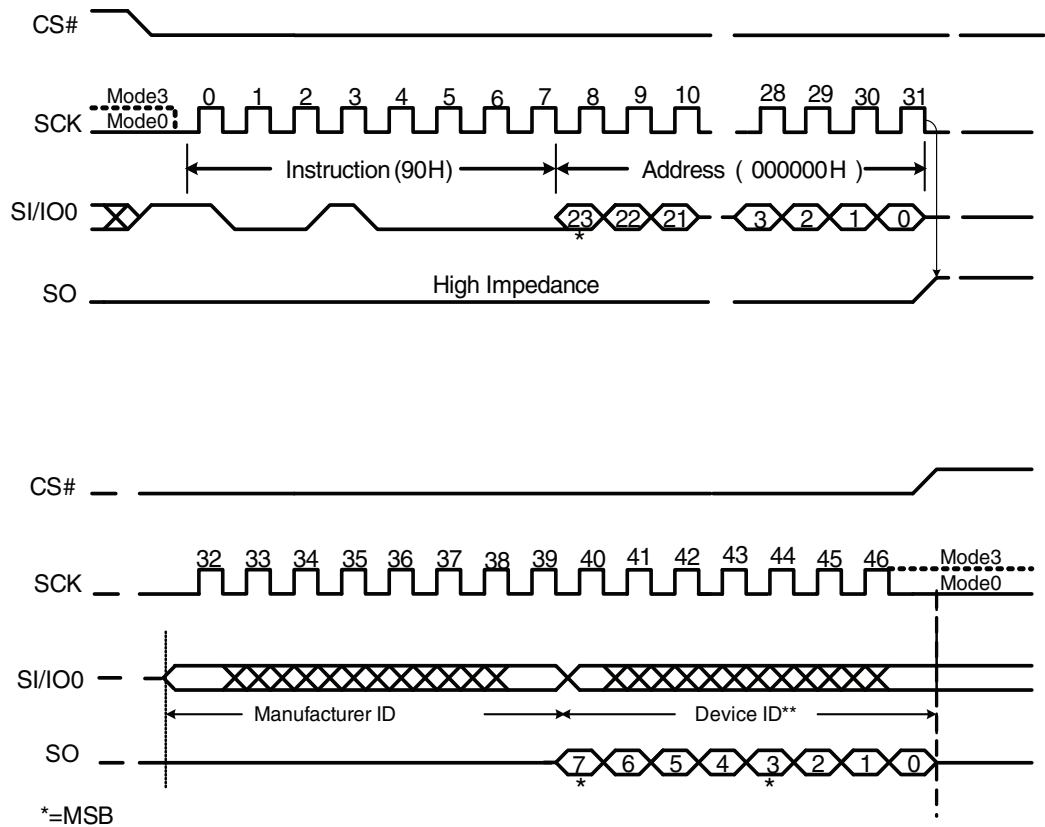 CS#
Mode3
SCK
Mode0
0 1 2 3 4 5 6 7 8 9 10 28 29 30 31
Instruction (90H)
Address ( 000000H )
SI/IO0
23 22 21 3 2 1 0
*
SO
High Impedance
CS#
SCK
32 33 34 35 36 37 38 39 40 41 42 43 44 45 46
Mode3
Mode0
SI/IO0
Manufacturer ID
Device ID**
SO
7 6 5 4 3 2 1 0
* *
*=MSB